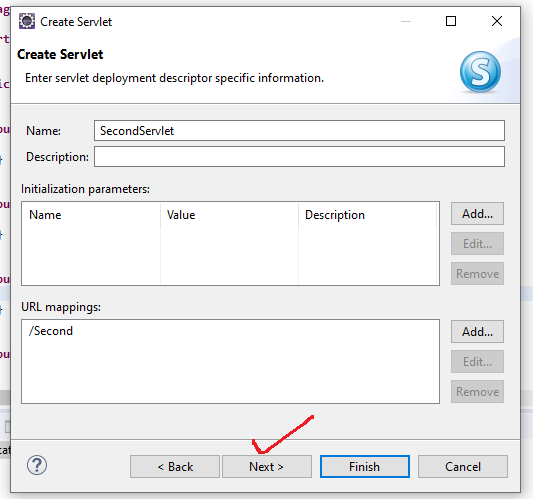 Create Servlet
Create Servlet
Enter servlet deployment descriptor specific information.
S
Name: SecondServlet
Description:
Initialization parameters:
Name Value Description
Add...
Edit...
Remove
URL mappings:
/Second
Add...
Edit...
Remove
? < Back Next > Finish Cancel